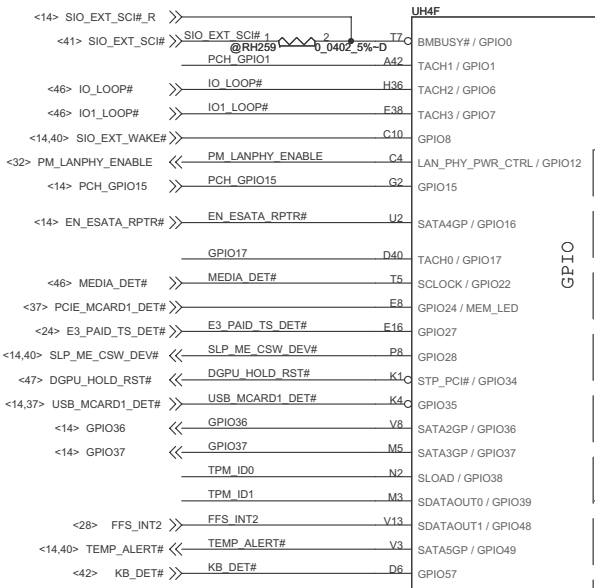 UH4F
<14> SIO_EXT_SCI#_R
<41> SIO_EXT_SCI# SIO_EXT_SCI# 1 2 T7 BMBUSY# / GPIO0
@RH259 0_0402_5%~D
PCH_GPIO1 A42 TACH1 / GPIO1
<46> IO_LOOP# IO_LOOP# H36 TACH2 / GPIO6
<46> IO1_LOOP# IO1_LOOP# E38 TACH3 / GPIO7
<14,40> SIO_EXT_WAKE# C10 GPIO8
<32> PM_LANPHY_ENABLE PM_LANPHY_ENABLE C4 LAN_PHY_PWR_CTRL / GPIO12
<14> PCH_GPIO15 PCH_GPIO15 G2 GPIO15
<14> EN_ESATA_RPTR# EN_ESATA_RPTR# U2 SATA4GP / GPIO16
GPIO17 D40 TACH0 / GPIO17
GPIO
<46> MEDIA_DET# MEDIA_DET# T5 SCLOCK / GPIO22
<37> PCIE_MCARD1_DET# E8 GPIO24 / MEM_LED
<24> E3_PAID_TS_DET# E3_PAID_TS_DET# E16 GPIO27
<14,40> SLP_ME_CSW_DEV# SLP_ME_CSW_DEV# P8 GPIO28
<47> DGPU_HOLD_RST# DGPU_HOLD_RST# K1 STP_PCI# / GPIO34
<14,37> USB_MCARD1_DET# USB_MCARD1_DET# K4 GPIO35
<14> GPIO36 GPIO36 V8 SATA2GP / GPIO36
<14> GPIO37 GPIO37 M5 SATA3GP / GPIO37
TPM_ID0 N2 SLOAD / GPIO38
TPM_ID1 M3 SDATAOUT0 / GPIO39
<28> FFS_INT2 FFS_INT2 V13 SDATAOUT1 / GPIO48
<14,40> TEMP_ALERT# TEMP_ALERT# V3 SATA5GP / GPIO49
<42> KB_DET# KB_DET# D6 GPIO57